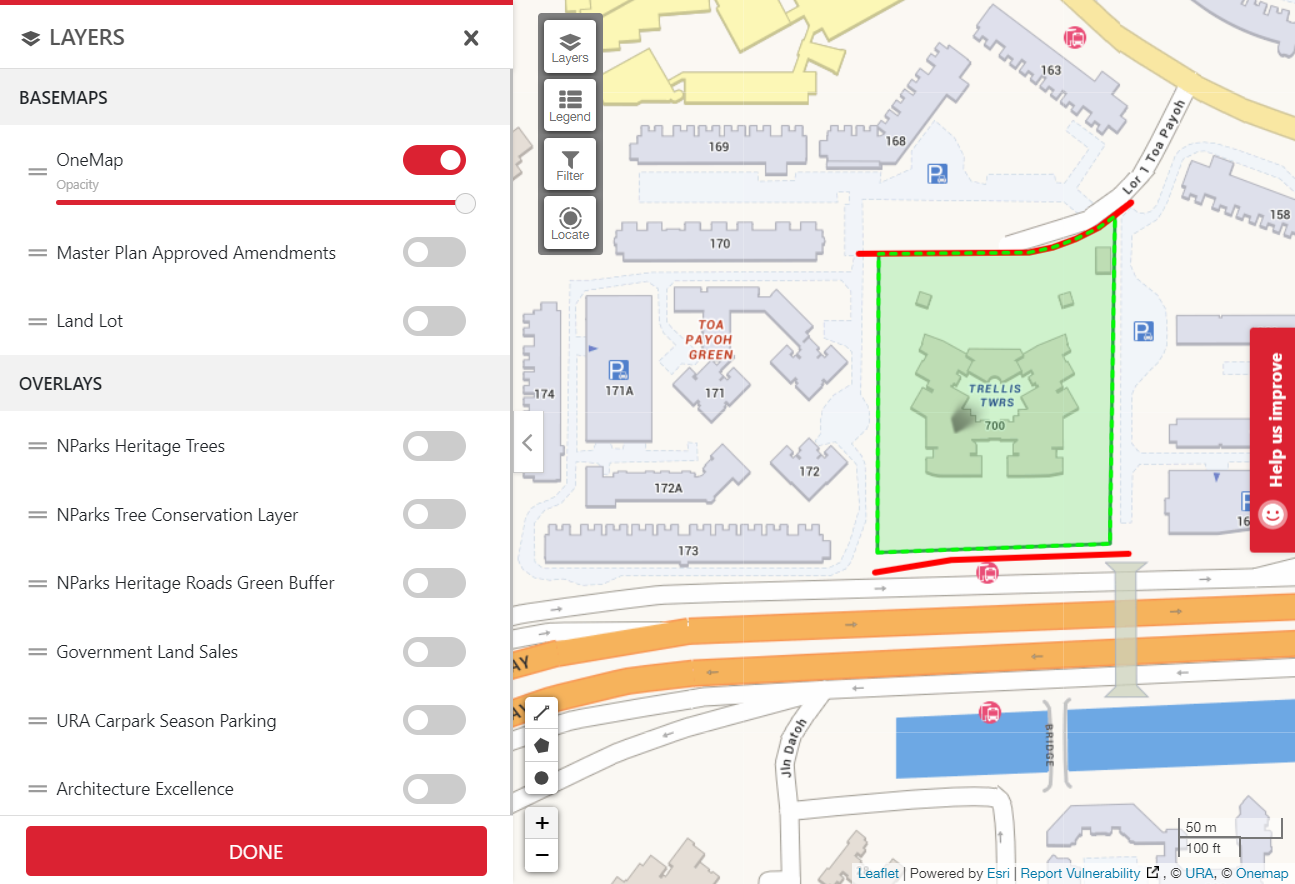 LAYERS
BASEMAPS
OneMap
Opacity
Master Plan Approved Amendments
Land Lot
OVERLAYS
NParks Heritage Trees
NParks Tree Conservation Layer
NParks Heritage Roads Green Buffer
Government Land Sales
URA Carpark Season Parking
Architecture Excellence
DONE
Layers
Legend
Filter
Locate
163
168
169
Lor 1 Toa Payoh
158
170
TOA
PAYOH
GREEN
171A
171
174
TRELLIS
TWRS
700
172
172A
173
Help us improve
Jln Datoh
BRIDGE
+
−
50 m
100 ft
Leaflet | Powered by Esri | Report Vulnerability , © URA, © Onemap